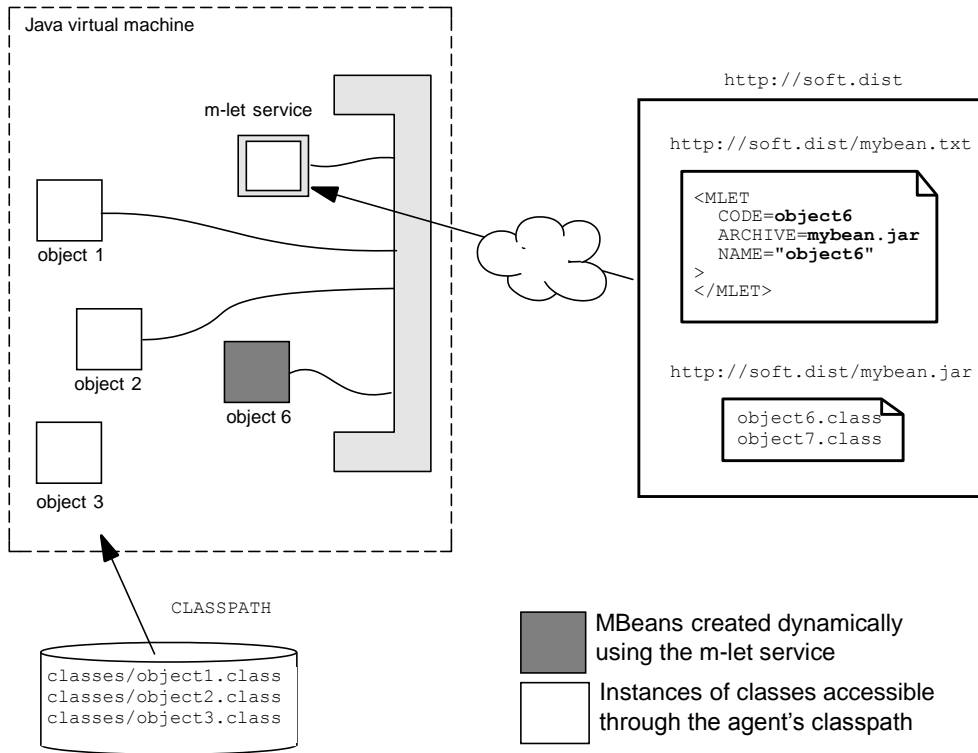 Java virtual machine
m-let service
object 1
object 2
object 6
object 3
http://soft.dist
http://soft.dist/mybean.txt
<MLET
CODE=object6
ARCHIVE=mybean.jar
NAME="object6"
>
</MLET>
http://soft.dist/mybean.jar
object6.class
object7.class
CLASSPATH
classes/object1.class
classes/object2.class
classes/object3.class
MBeans created dynamically
using the m-let service
Instances of classes accessible
through the agent's classpath